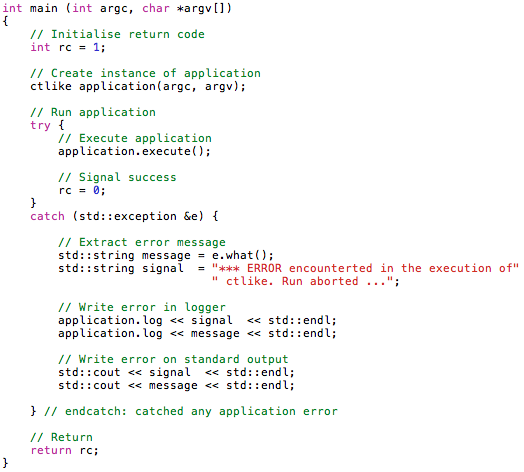 int main (int argc, char *argv[])
{
    // Initialise return code
    int rc = 1;

    // Create instance of application
    ctlike application(argc, argv);

    // Run application
    try {
        // Execute application
        application.execute();

        // Signal success
        rc = 0;
    }
    catch (std::exception &e) {

        // Extract error message
        std::string message = e.what();
        std::string signal  = "*** ERROR encounterted in the execution of"
                              " ctlike. Run aborted ...";

        // Write error in logger
        application.log << signal  << std::endl;
        application.log << message << std::endl;

        // Write error on standard output
        std::cout << signal  << std::endl;
        std::cout << message << std::endl;

    } // endcatch: catched any application error

    // Return
    return rc;
}